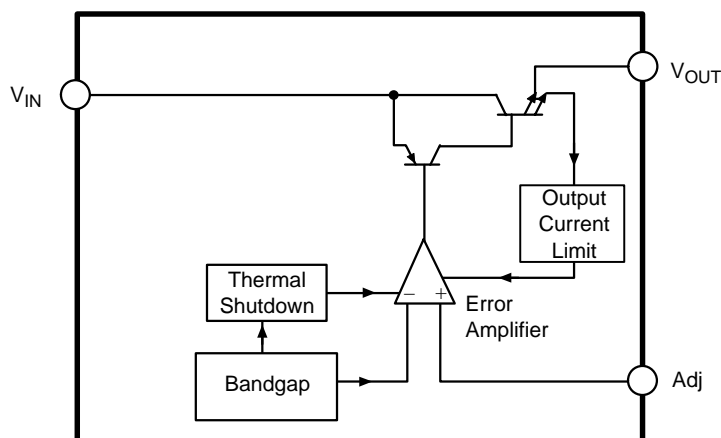 V_IN
V_OUT
Output
Current
Limit
Thermal
Shutdown
− +
Error
Amplifier
Bandgap
Adj